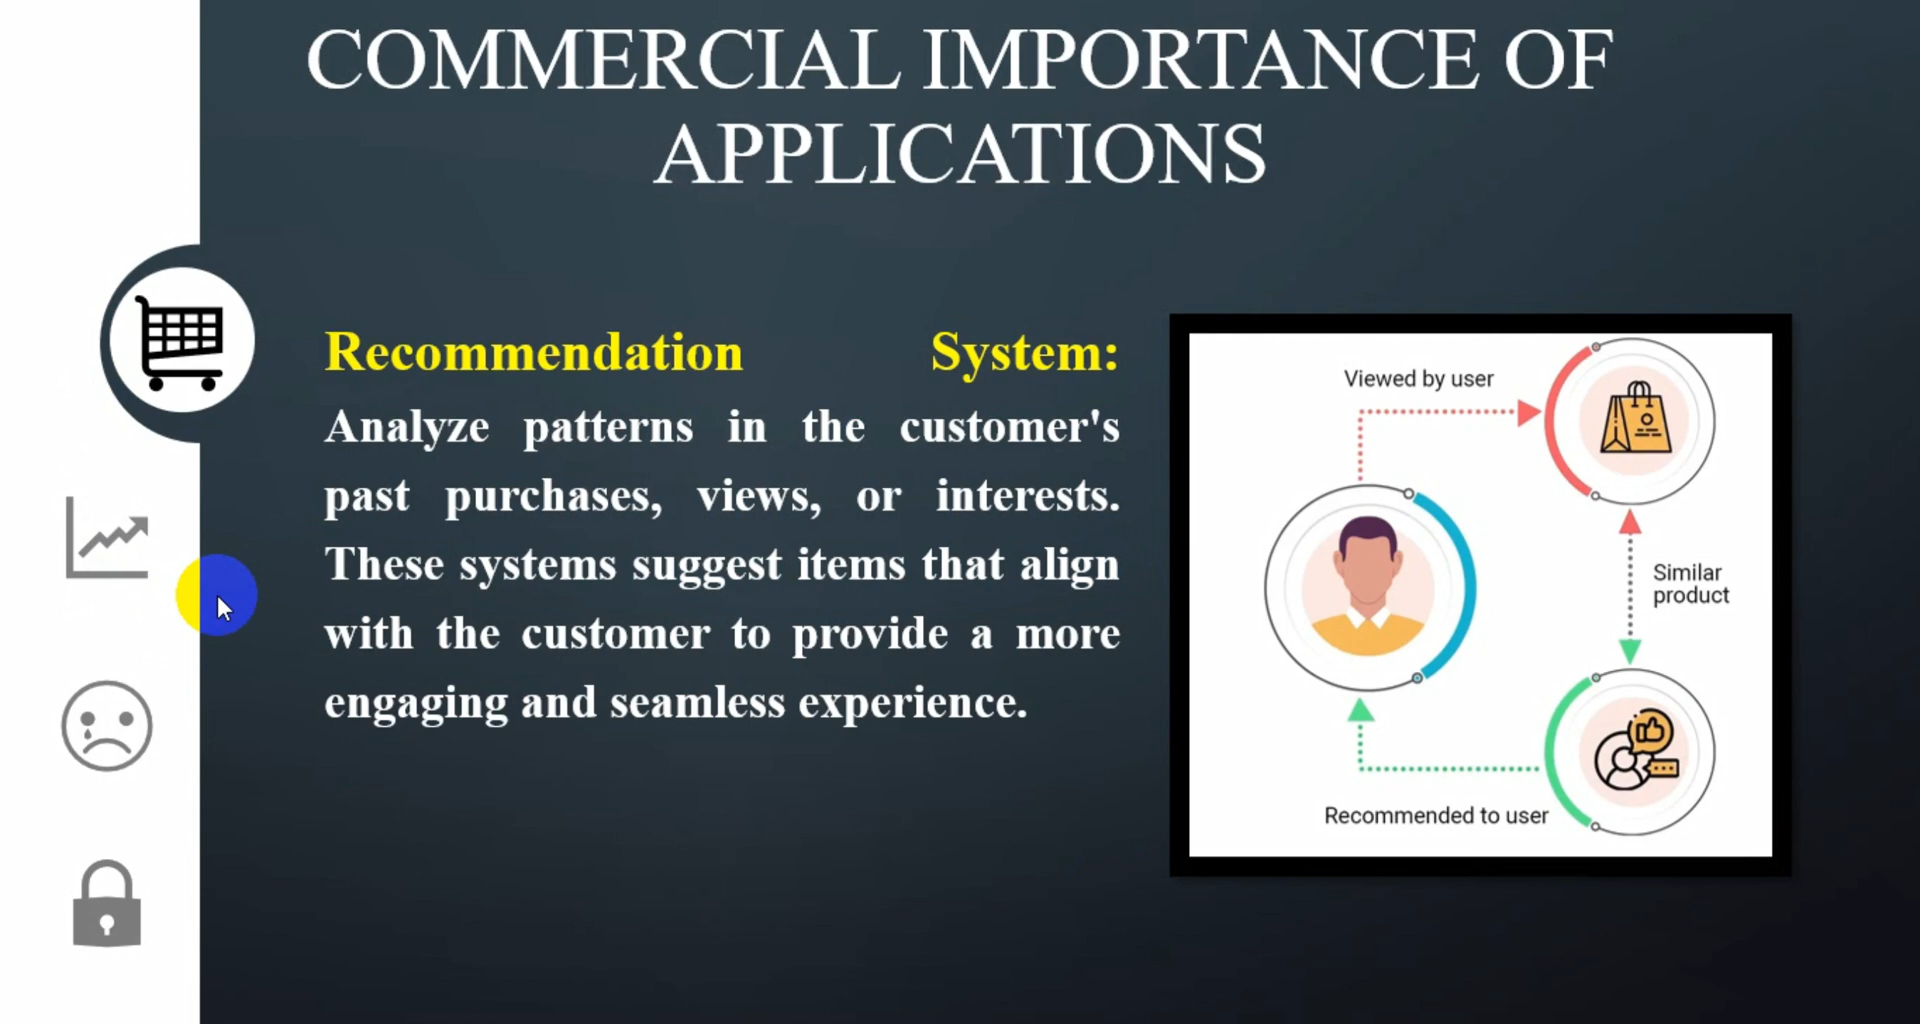 COMMERCIAL IMPORTANCE OF
APPLICATIONS
Recommendation System:
Analyze patterns in the customer's
past purchases, views, or interests.
These systems suggest items that align
with the customer to provide a more
engaging and seamless experience.
Viewed by user
Similar
product
Recommended to user